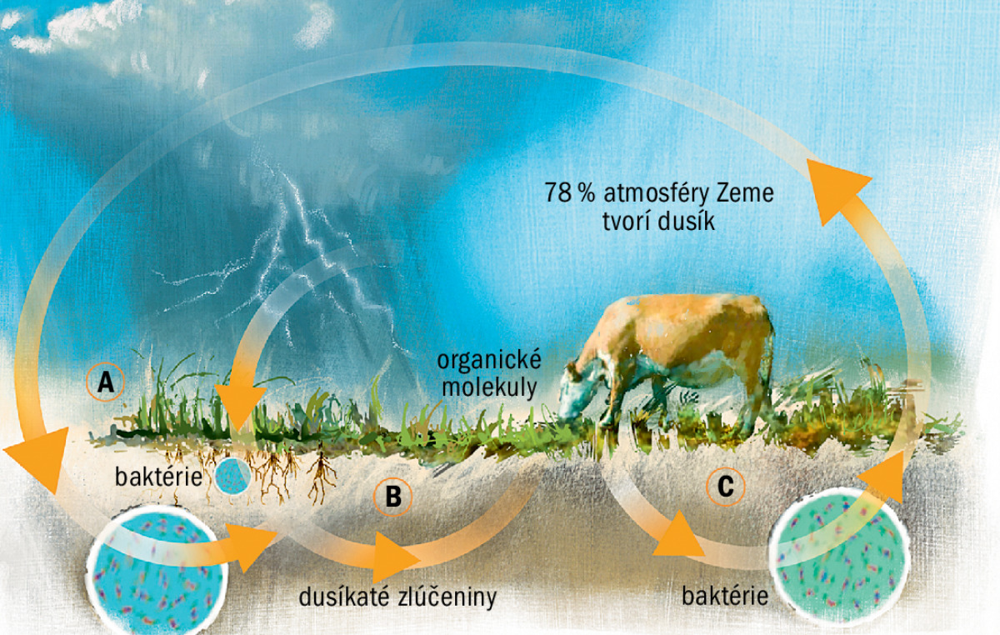 78 % atmosféry Zeme
tvorí dusík
organické
molekuly
A
baktérie
B
C
dusíkaté zlúčeniny
baktérie